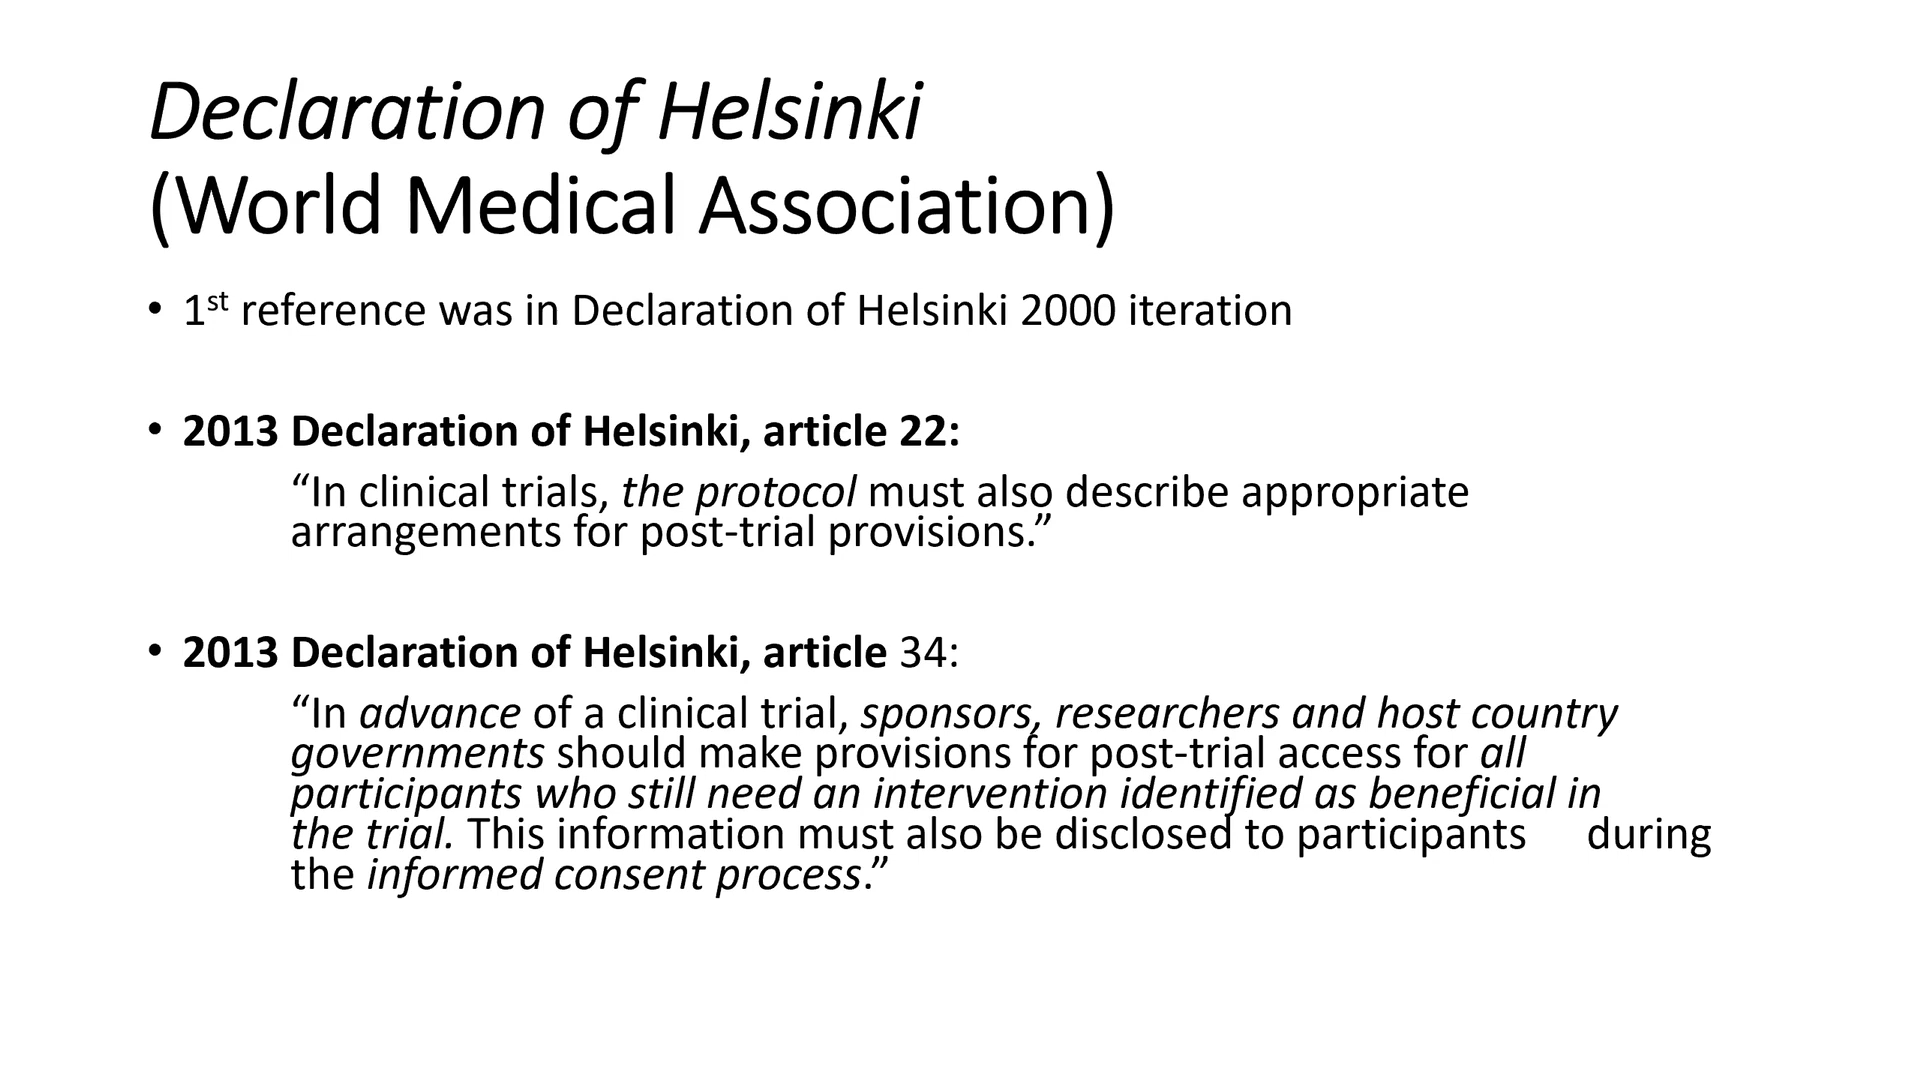 Declaration of Helsinki
(World Medical Association)
• 1st reference was in Declaration of Helsinki 2000 iteration
• 2013 Declaration of Helsinki, article 22:
“In clinical trials, the protocol must also describe appropriate
arrangements for post-trial provisions.”
• 2013 Declaration of Helsinki, article 34:
“In advance of a clinical trial, sponsors, researchers and host country
governments should make provisions for post-trial access for all
participants who still need an intervention identified as beneficial in
the trial. This information must also be disclosed to participants during
the informed consent process.”